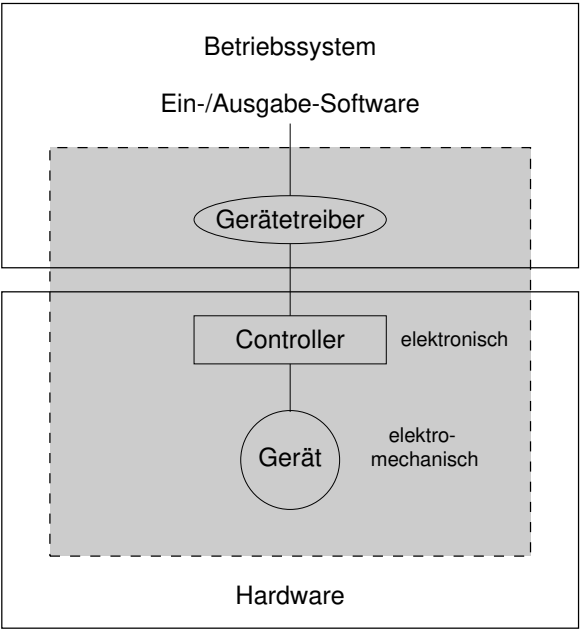 Betriebssystem
Ein-/Ausgabe-Software
Gerätetreiber
Controller
elektronisch
Gerät
elektro-
mechanisch
Hardware